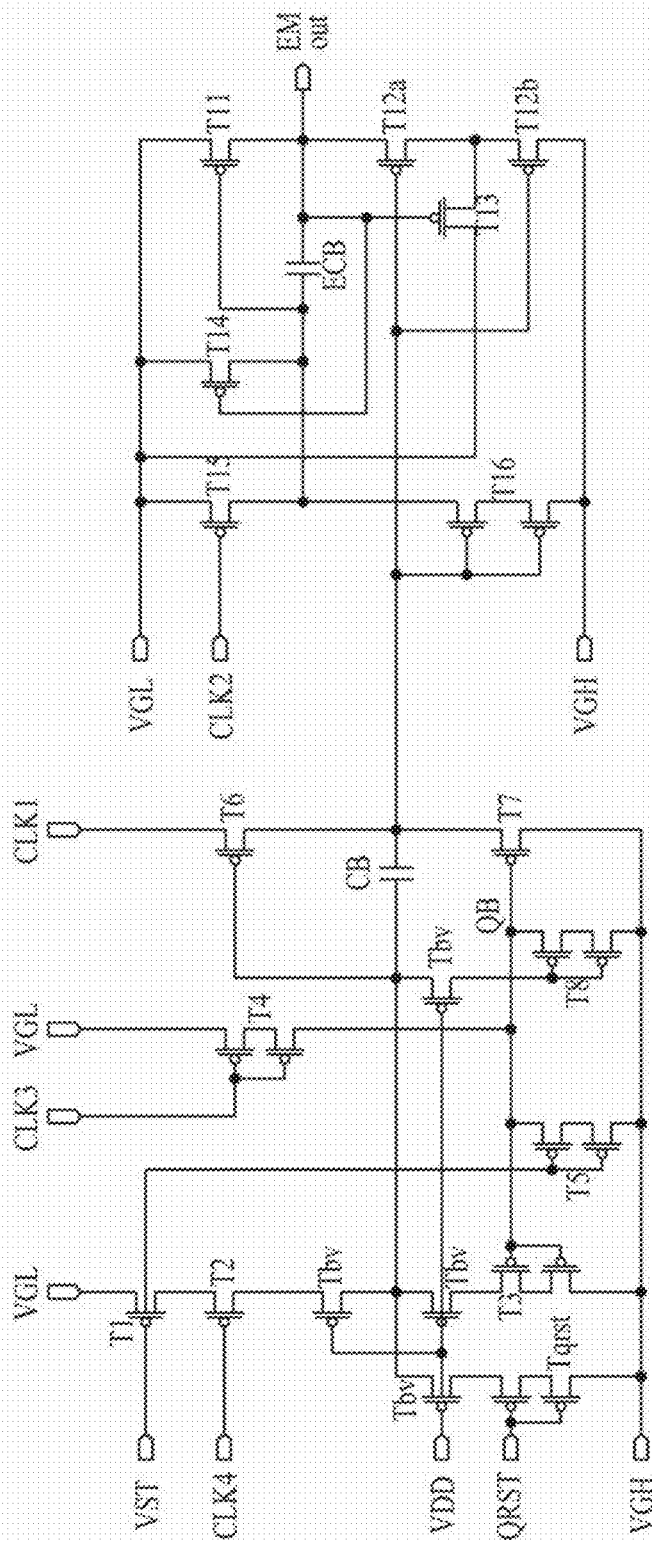 VGL
CLK3
VGL
CLK1
VST
T1
CLK4
T2
T4
T6
VGL
CLK2
T15
T14
T11
ECB
EM
out
Tbv
Tbv
Tbv
Tbv
CB
VDD
T12a
T13
T12b
T16
QRST
Tqrst
T3
T5
T8
QB
T7
VGH
VGH